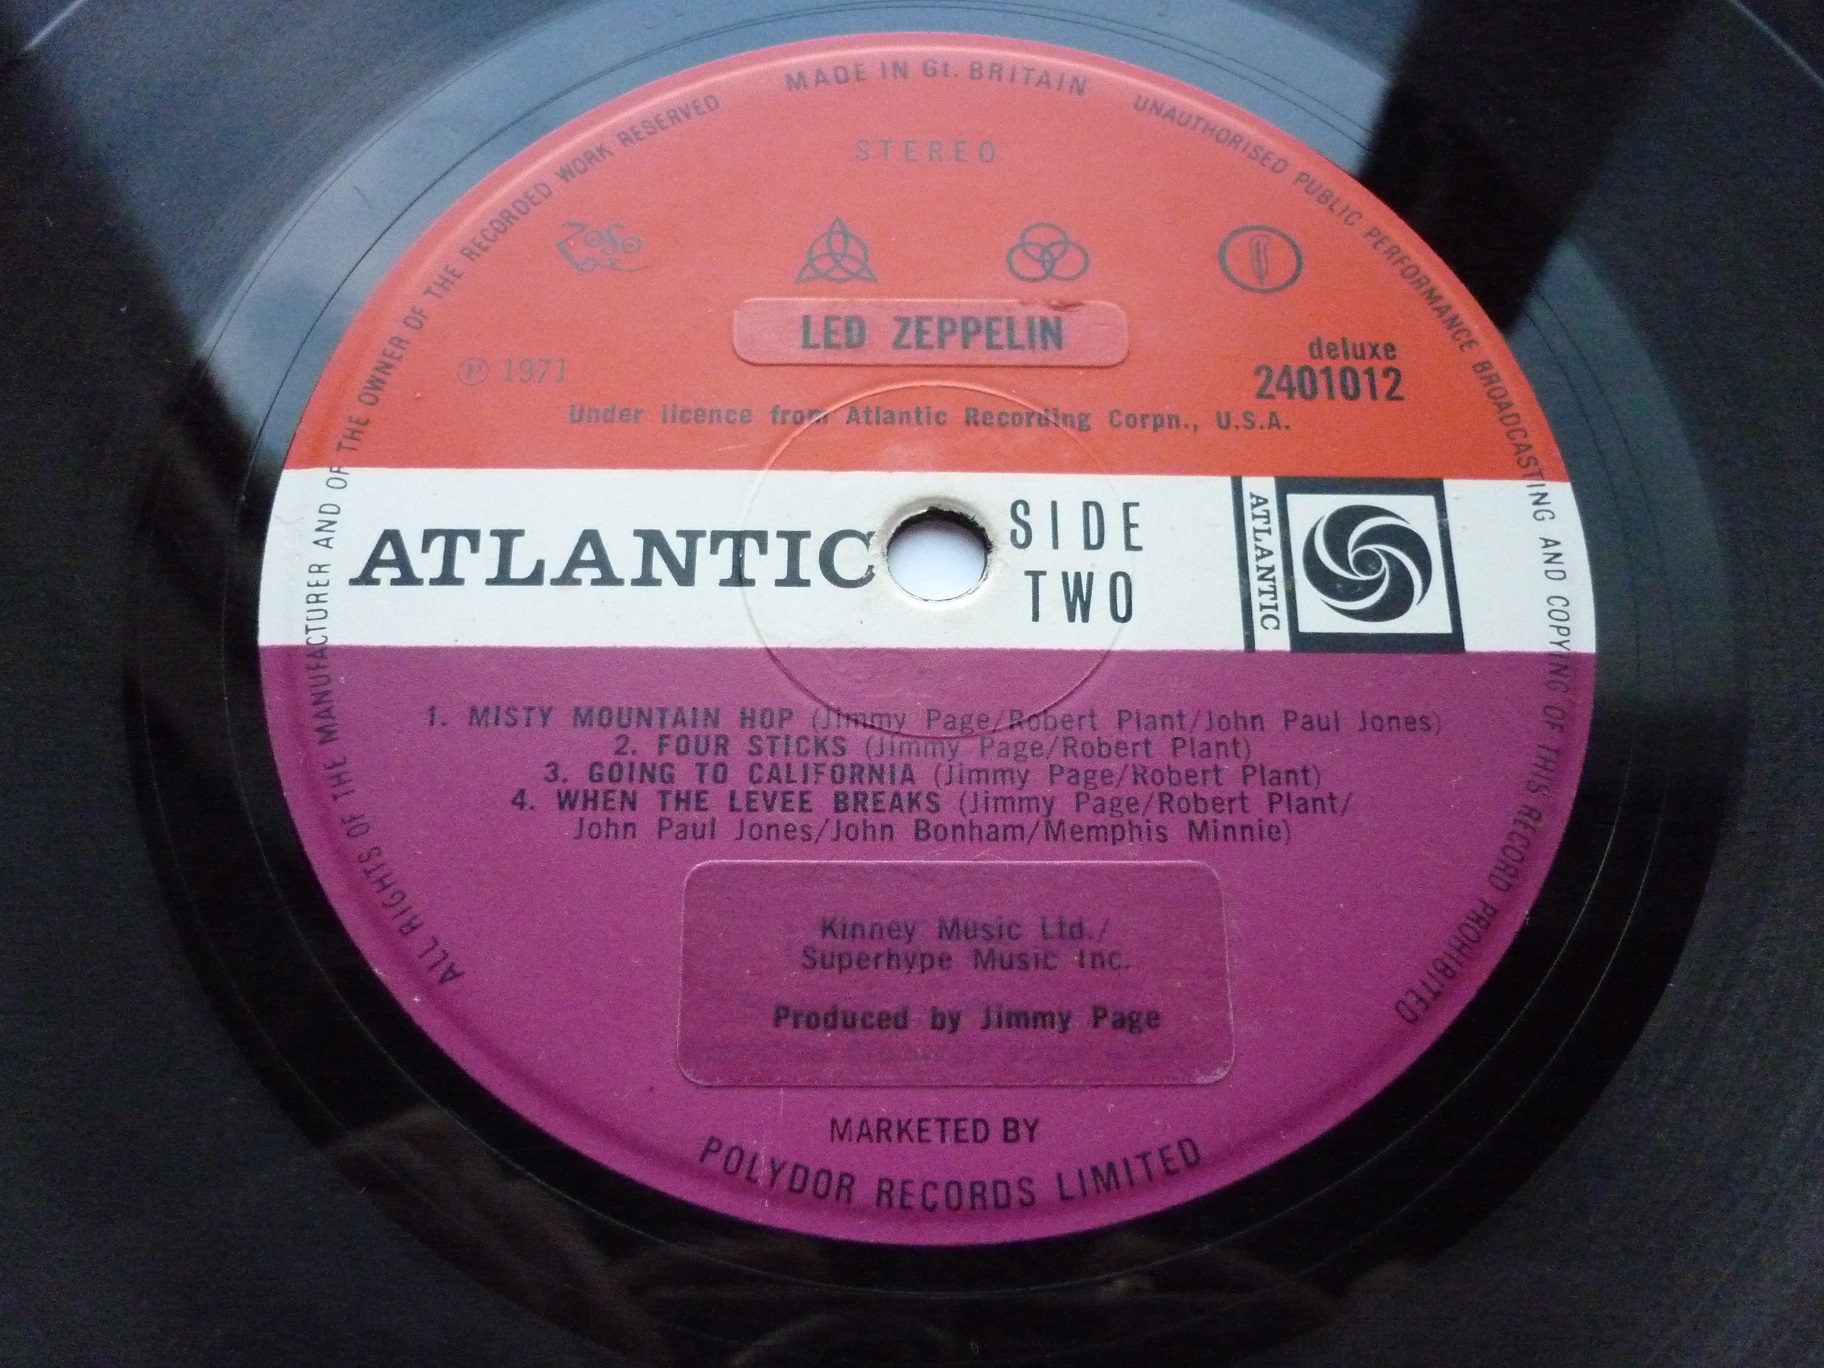 MADE IN Gt. BRITAIN
UNAUTHORISED PUBLIC PERFORMANCE BROADCASTING AND COPYING OF THIS RECORD PROHIBITED
ALL RIGHTS OF THE MANUFACTURER AND OF THE OWNER OF THE RECORDED WORK RESERVED
STEREO
ZoSo
LED ZEPPELIN
℗ 1971
deluxe
2401012
Under licence from Atlantic Recording Corpn., U.S.A.
ATLANTIC
SIDE
TWO
ATLANTIC
1. MISTY MOUNTAIN HOP (Jimmy Page/Robert Plant/John Paul Jones)
2. FOUR STICKS (Jimmy Page/Robert Plant)
3. GOING TO CALIFORNIA (Jimmy Page/Robert Plant)
4. WHEN THE LEVEE BREAKS (Jimmy Page/Robert Plant/
John Paul Jones/John Bonham/Memphis Minnie)
Kinney Music Ltd./
Superhype Music Inc.
Produced by Jimmy Page
MARKETED BY
POLYDOR RECORDS LIMITED